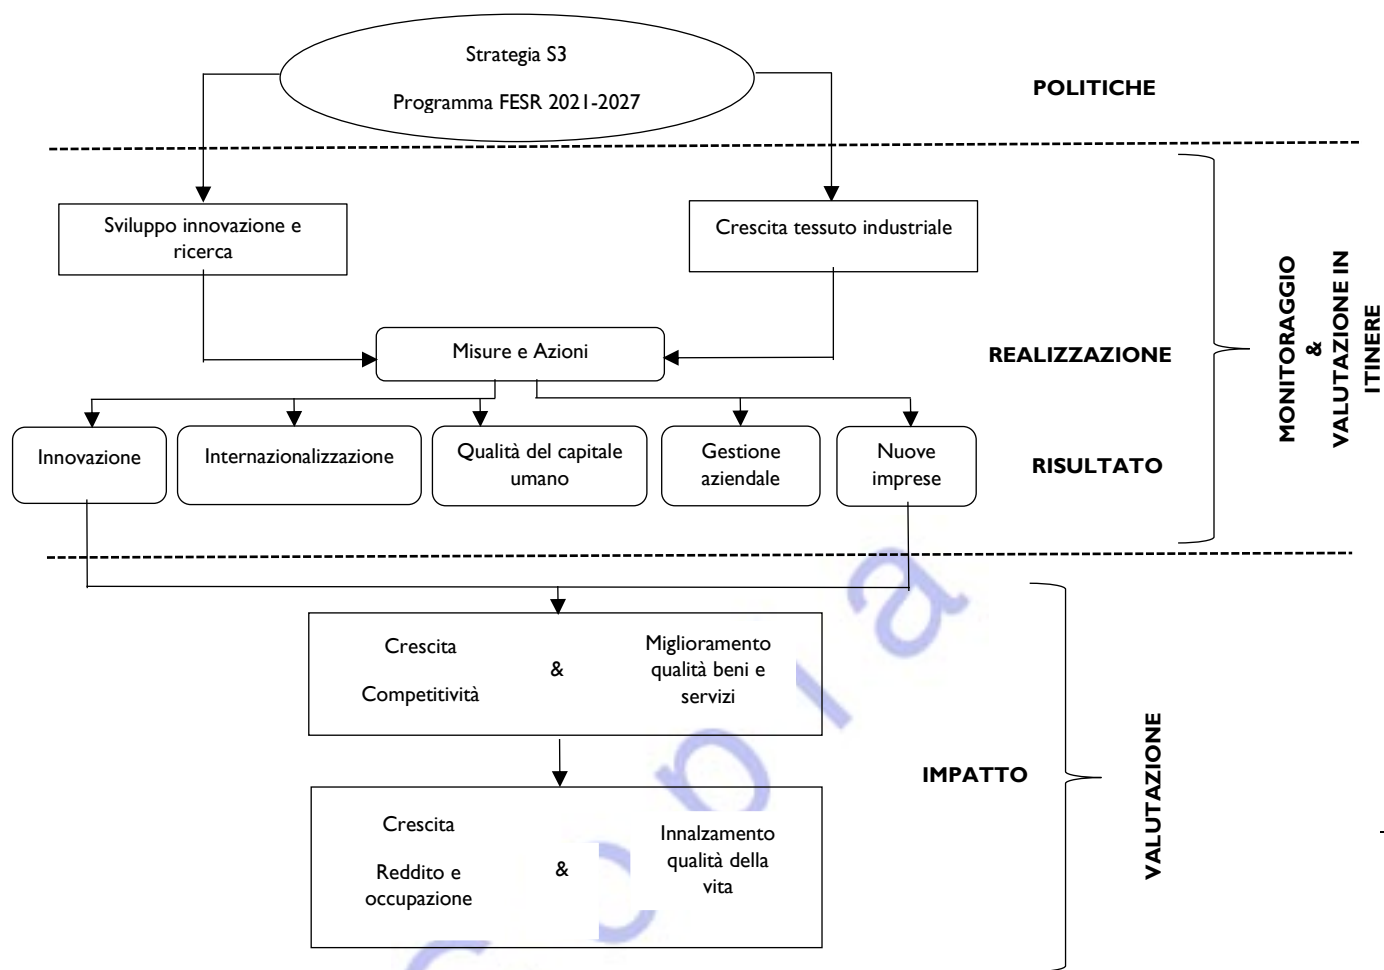 Strategia S3
Programma FESR 2021-2027
POLITICHE
Sviluppo innovazione e
ricerca
Crescita tessuto industriale
Misure e Azioni
REALIZZAZIONE
Innovazione
Internazionalizzazione
Qualità del capitale
umano
Gestione
aziendale
Nuove
imprese
RISULTATO
MONITORAGGIO
&
VALUTAZIONE IN
ITINERE
Crescita
Competitività
&
Miglioramento
qualità beni e
servizi
IMPATTO
Crescita
Reddito e
occupazione
&
Innalzamento
qualità della
vita
VALUTAZIONE
Copia